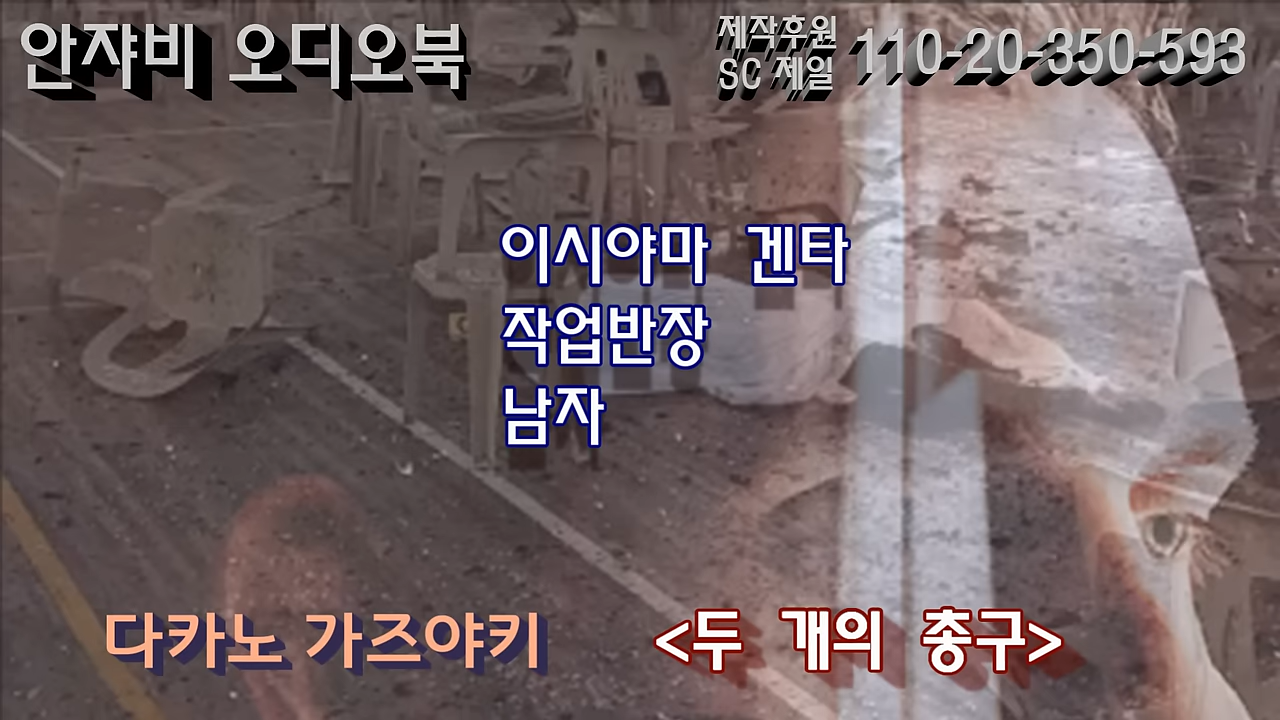 안쟈비 오디오북
제작후원
SC 제일
110-20-350-593
이시야마 겐타
작업반장
남자
다카노 가즈야키
<두 개의 총구>